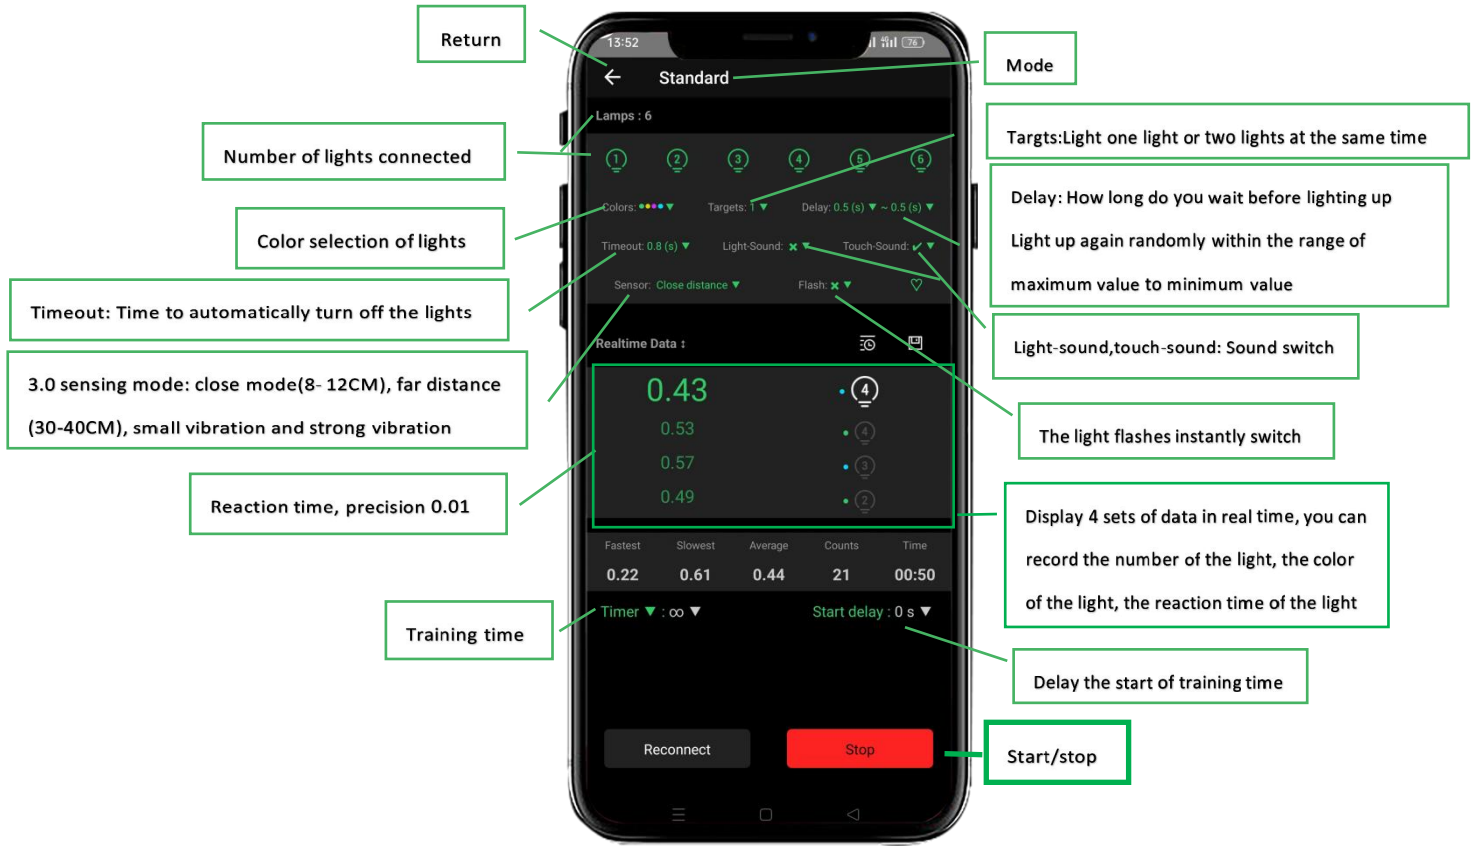 Return
Mode
Number of lights connected
Color selection of lights
Timeout: Time to automatically turn off the lights
3.0 sensing mode: close mode(8- 12CM), far distance
(30-40CM), small vibration and strong vibration
Reaction time, precision 0.01
Training time
13:52
4G
76
Standard
Lamps : 6
1 2 3 4 5 6
Colors: Targets: 1 ▼ Delay: 0.5 (s) ▼ ~ 0.5 (s) ▼
Timeout: 0.8 (s) ▼ Light-Sound: ✖ ▼ Touch-Sound: ✔ ▼
Sensor: Close distance ▼ Flash: ✖ ▼
Realtime Data :
0.43 4
0.53 4
0.57 3
0.49 2
Fastest Slowest Average Counts Time
0.22 0.61 0.44 21 00:50
Timer ▼ : ∞ ▼ Start delay : 0 s ▼
Reconnect Stop
Targts:Light one light or two lights at the same time
Delay: How long do you wait before lighting up
Light up again randomly within the range of
maximum value to minimum value
Light-sound,touch-sound: Sound switch
The light flashes instantly switch
Display 4 sets of data in real time, you can
record the number of the light, the color
of the light, the reaction time of the light
Delay the start of training time
Start/stop